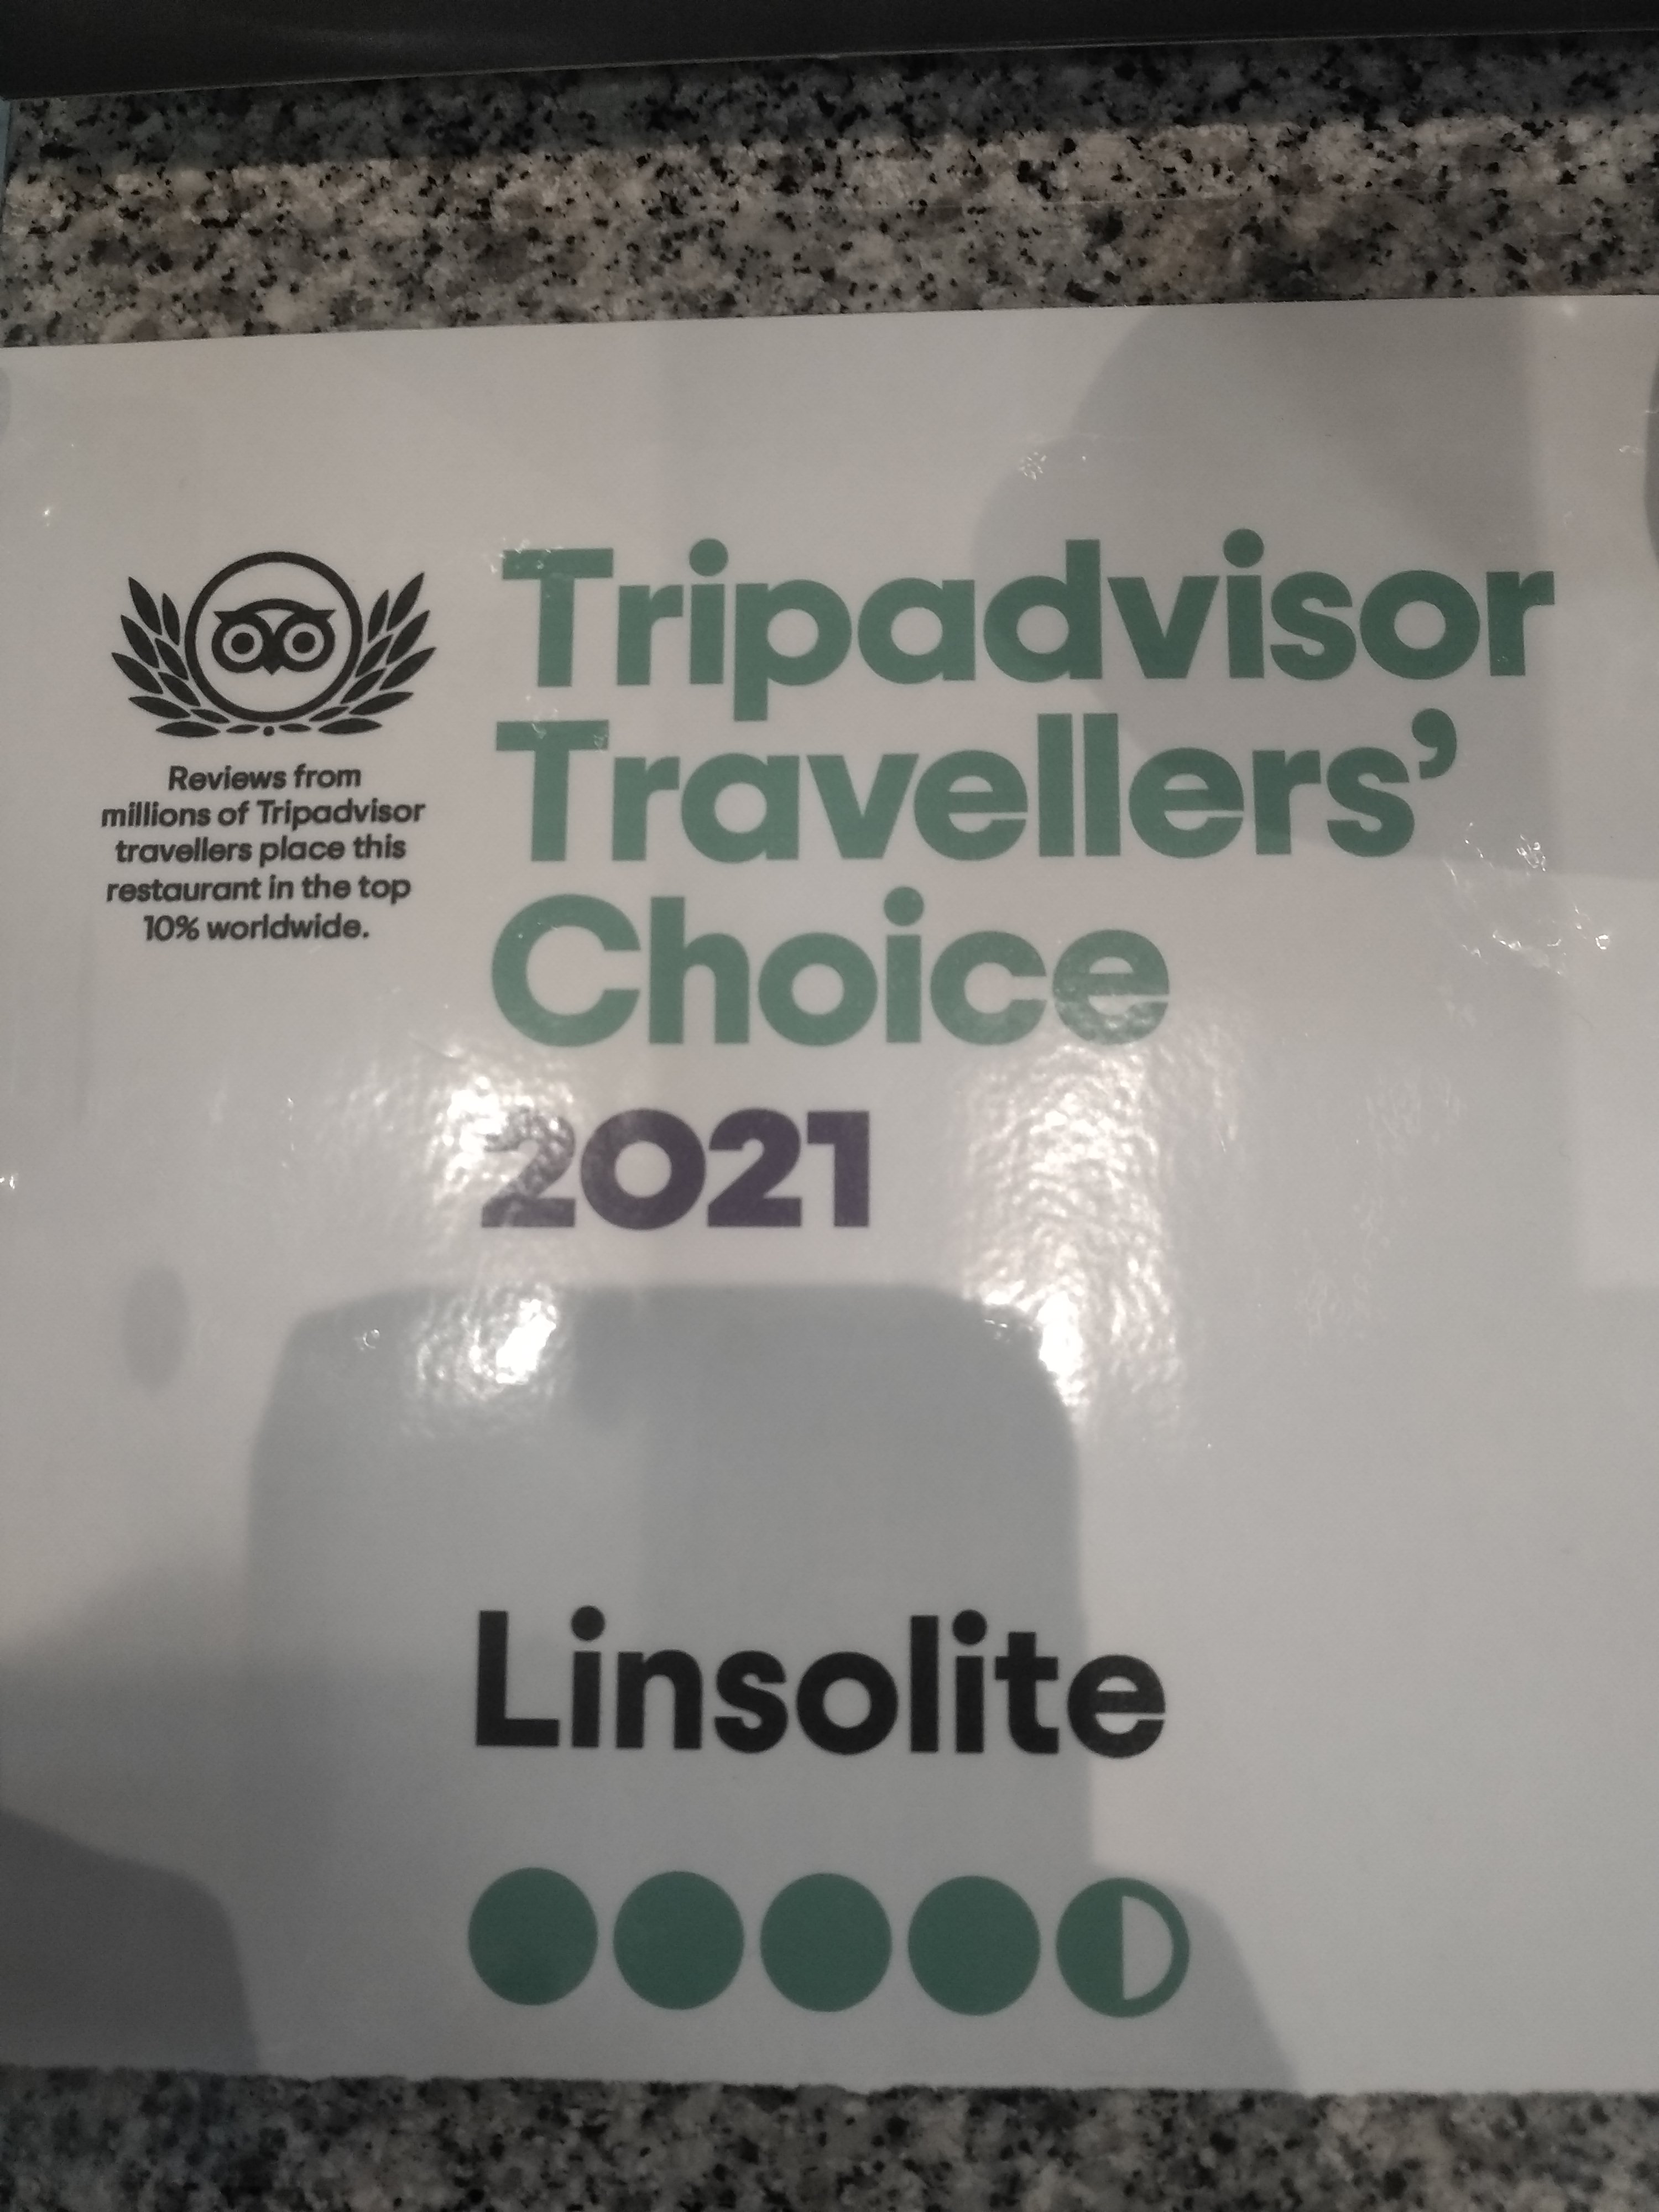 Tripadvisor
Travellers’
Choice
2021
Reviews from
millions of Tripadvisor
travellers place this
restaurant in the top
10% worldwide.
Linsolite